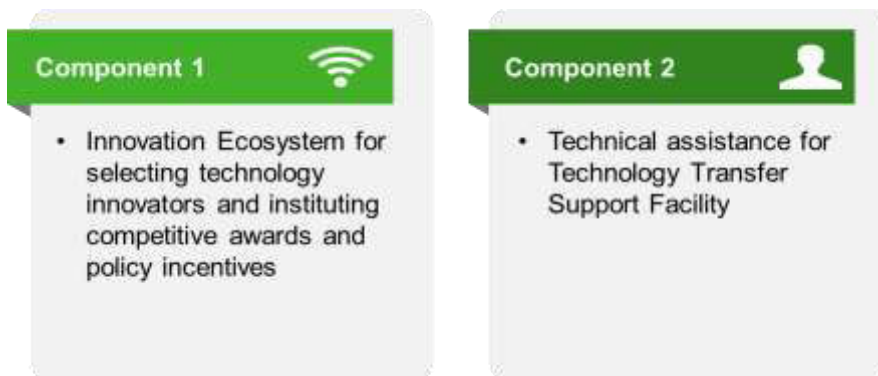 Component 1
• Innovation Ecosystem for
selecting technology
innovators and instituting
competitive awards and
policy incentives
Component 2
• Technical assistance for
Technology Transfer
Support Facility